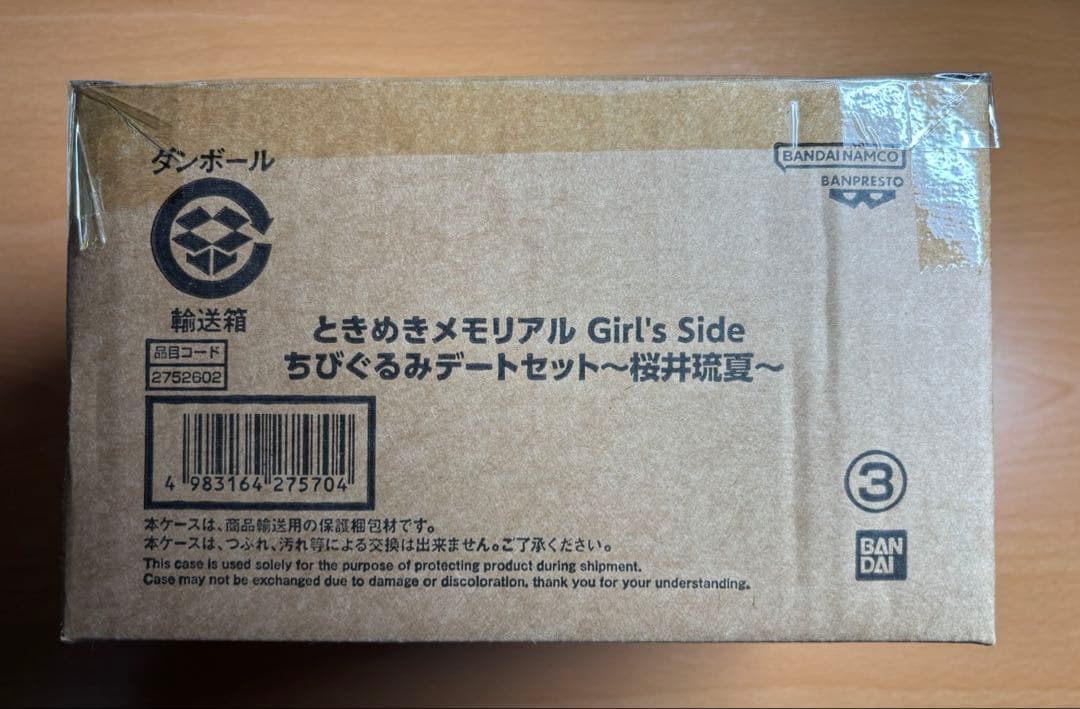 ダンボール
輸送箱
品目コード
2752602
4 983164 275704
BANDAI NAMCO
BANPRESTO
ときめきメモリアル Girl's Side
ちびぐるみデートセット～桜井琉夏～
③
BAN
DAI
本ケースは、商品輸送用の保護梱包材です。
本ケースは、つぶれ、汚れ等による交換は出来ません。ご了承ください。
This case is used solely for the purpose of protecting product during shipment.
Case may not be exchanged due to damage or discoloration, thank you for your understanding.